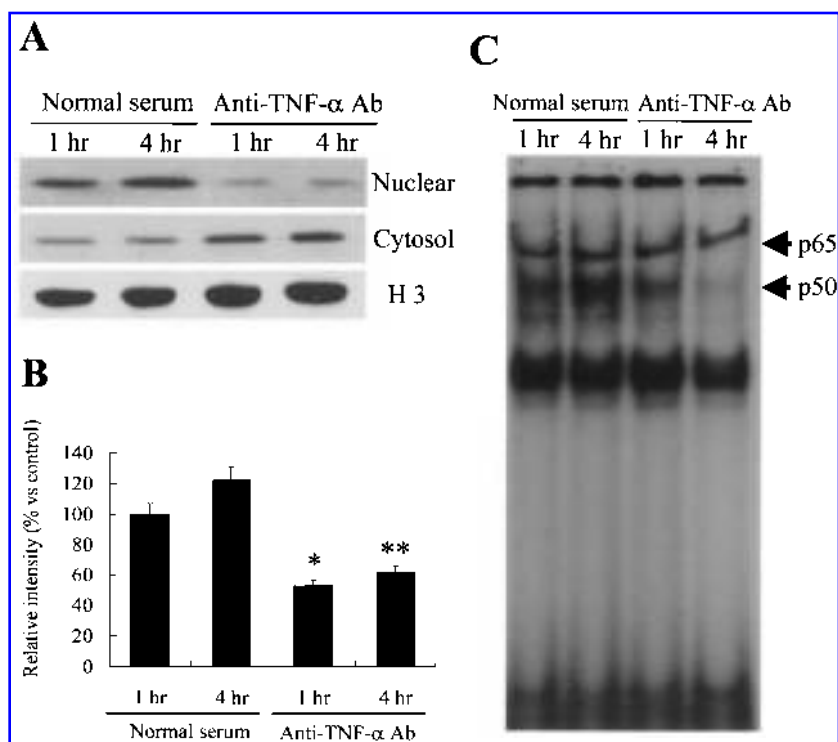 A
Normal serum Anti-TNF-α Ab
1 hr 4 hr 1 hr 4 hr
Nuclear
Cytosol
H 3
B
Relative intensity (% vs control)
140
120
100
80
60
40
20
0
* **
1 hr 4 hr 1 hr 4 hr
Normal serum Anti-TNF-α Ab
C
Normal serum Anti-TNF-α Ab
1 hr 4 hr 1 hr 4 hr
p65
p50